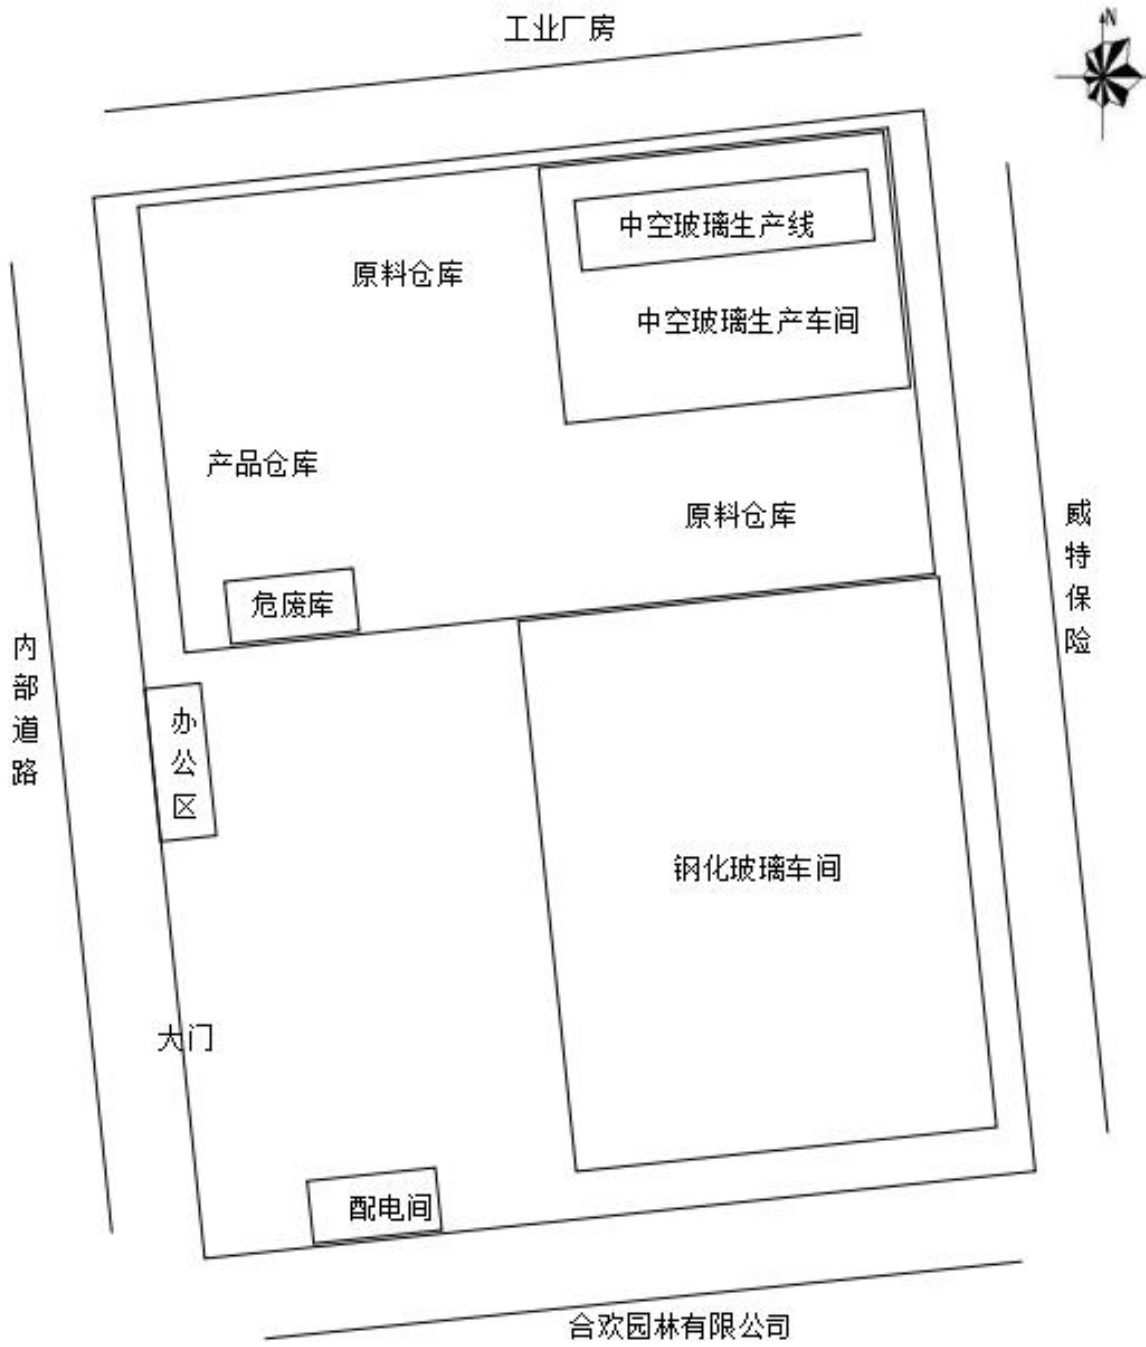 工业厂房
N
中空玻璃生产线
原料仓库
中空玻璃生产车间
产品仓库
原料仓库
威特保险
危废库
内部道路
办公区
钢化玻璃车间
大门
配电间
合欢园林有限公司